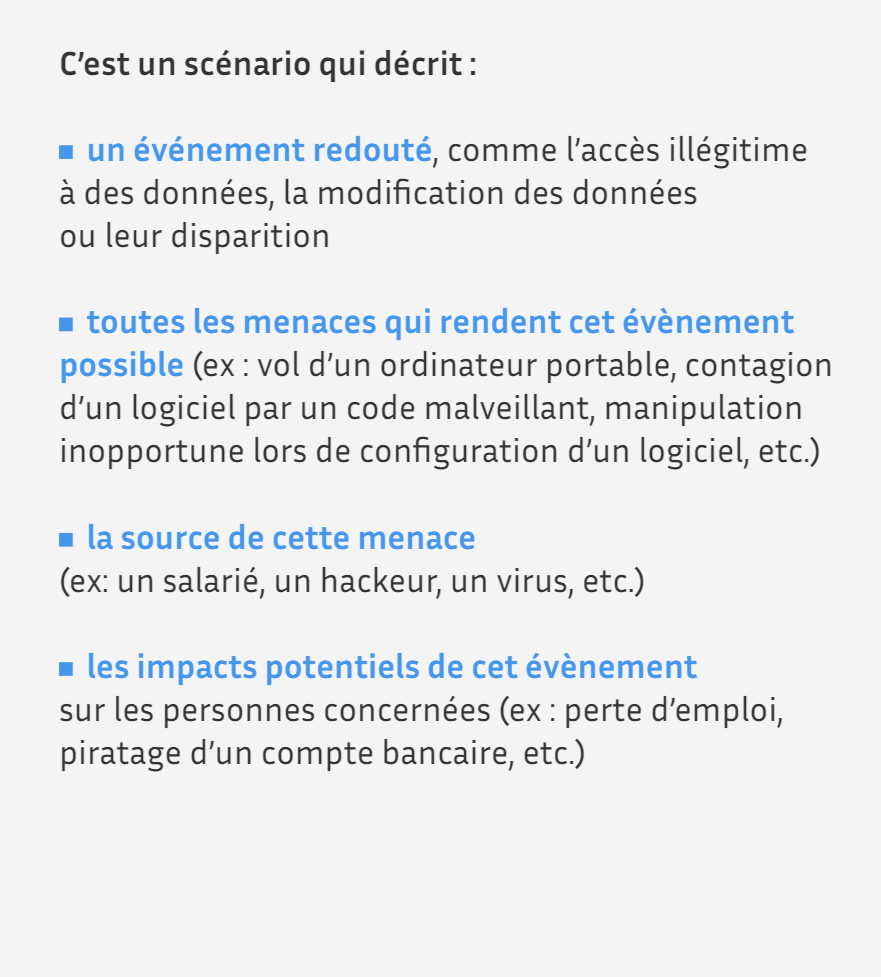 C’est un scénario qui décrit :
■ un événement redouté, comme l’accès illégitime
à des données, la modification des données
ou leur disparition
■ toutes les menaces qui rendent cet évènement
possible (ex : vol d’un ordinateur portable, contagion
d’un logiciel par un code malveillant, manipulation
inopportune lors de configuration d’un logiciel, etc.)
■ la source de cette menace
(ex: un salarié, un hackeur, un virus, etc.)
■ les impacts potentiels de cet évènement
sur les personnes concernées (ex : perte d’emploi,
piratage d’un compte bancaire, etc.)